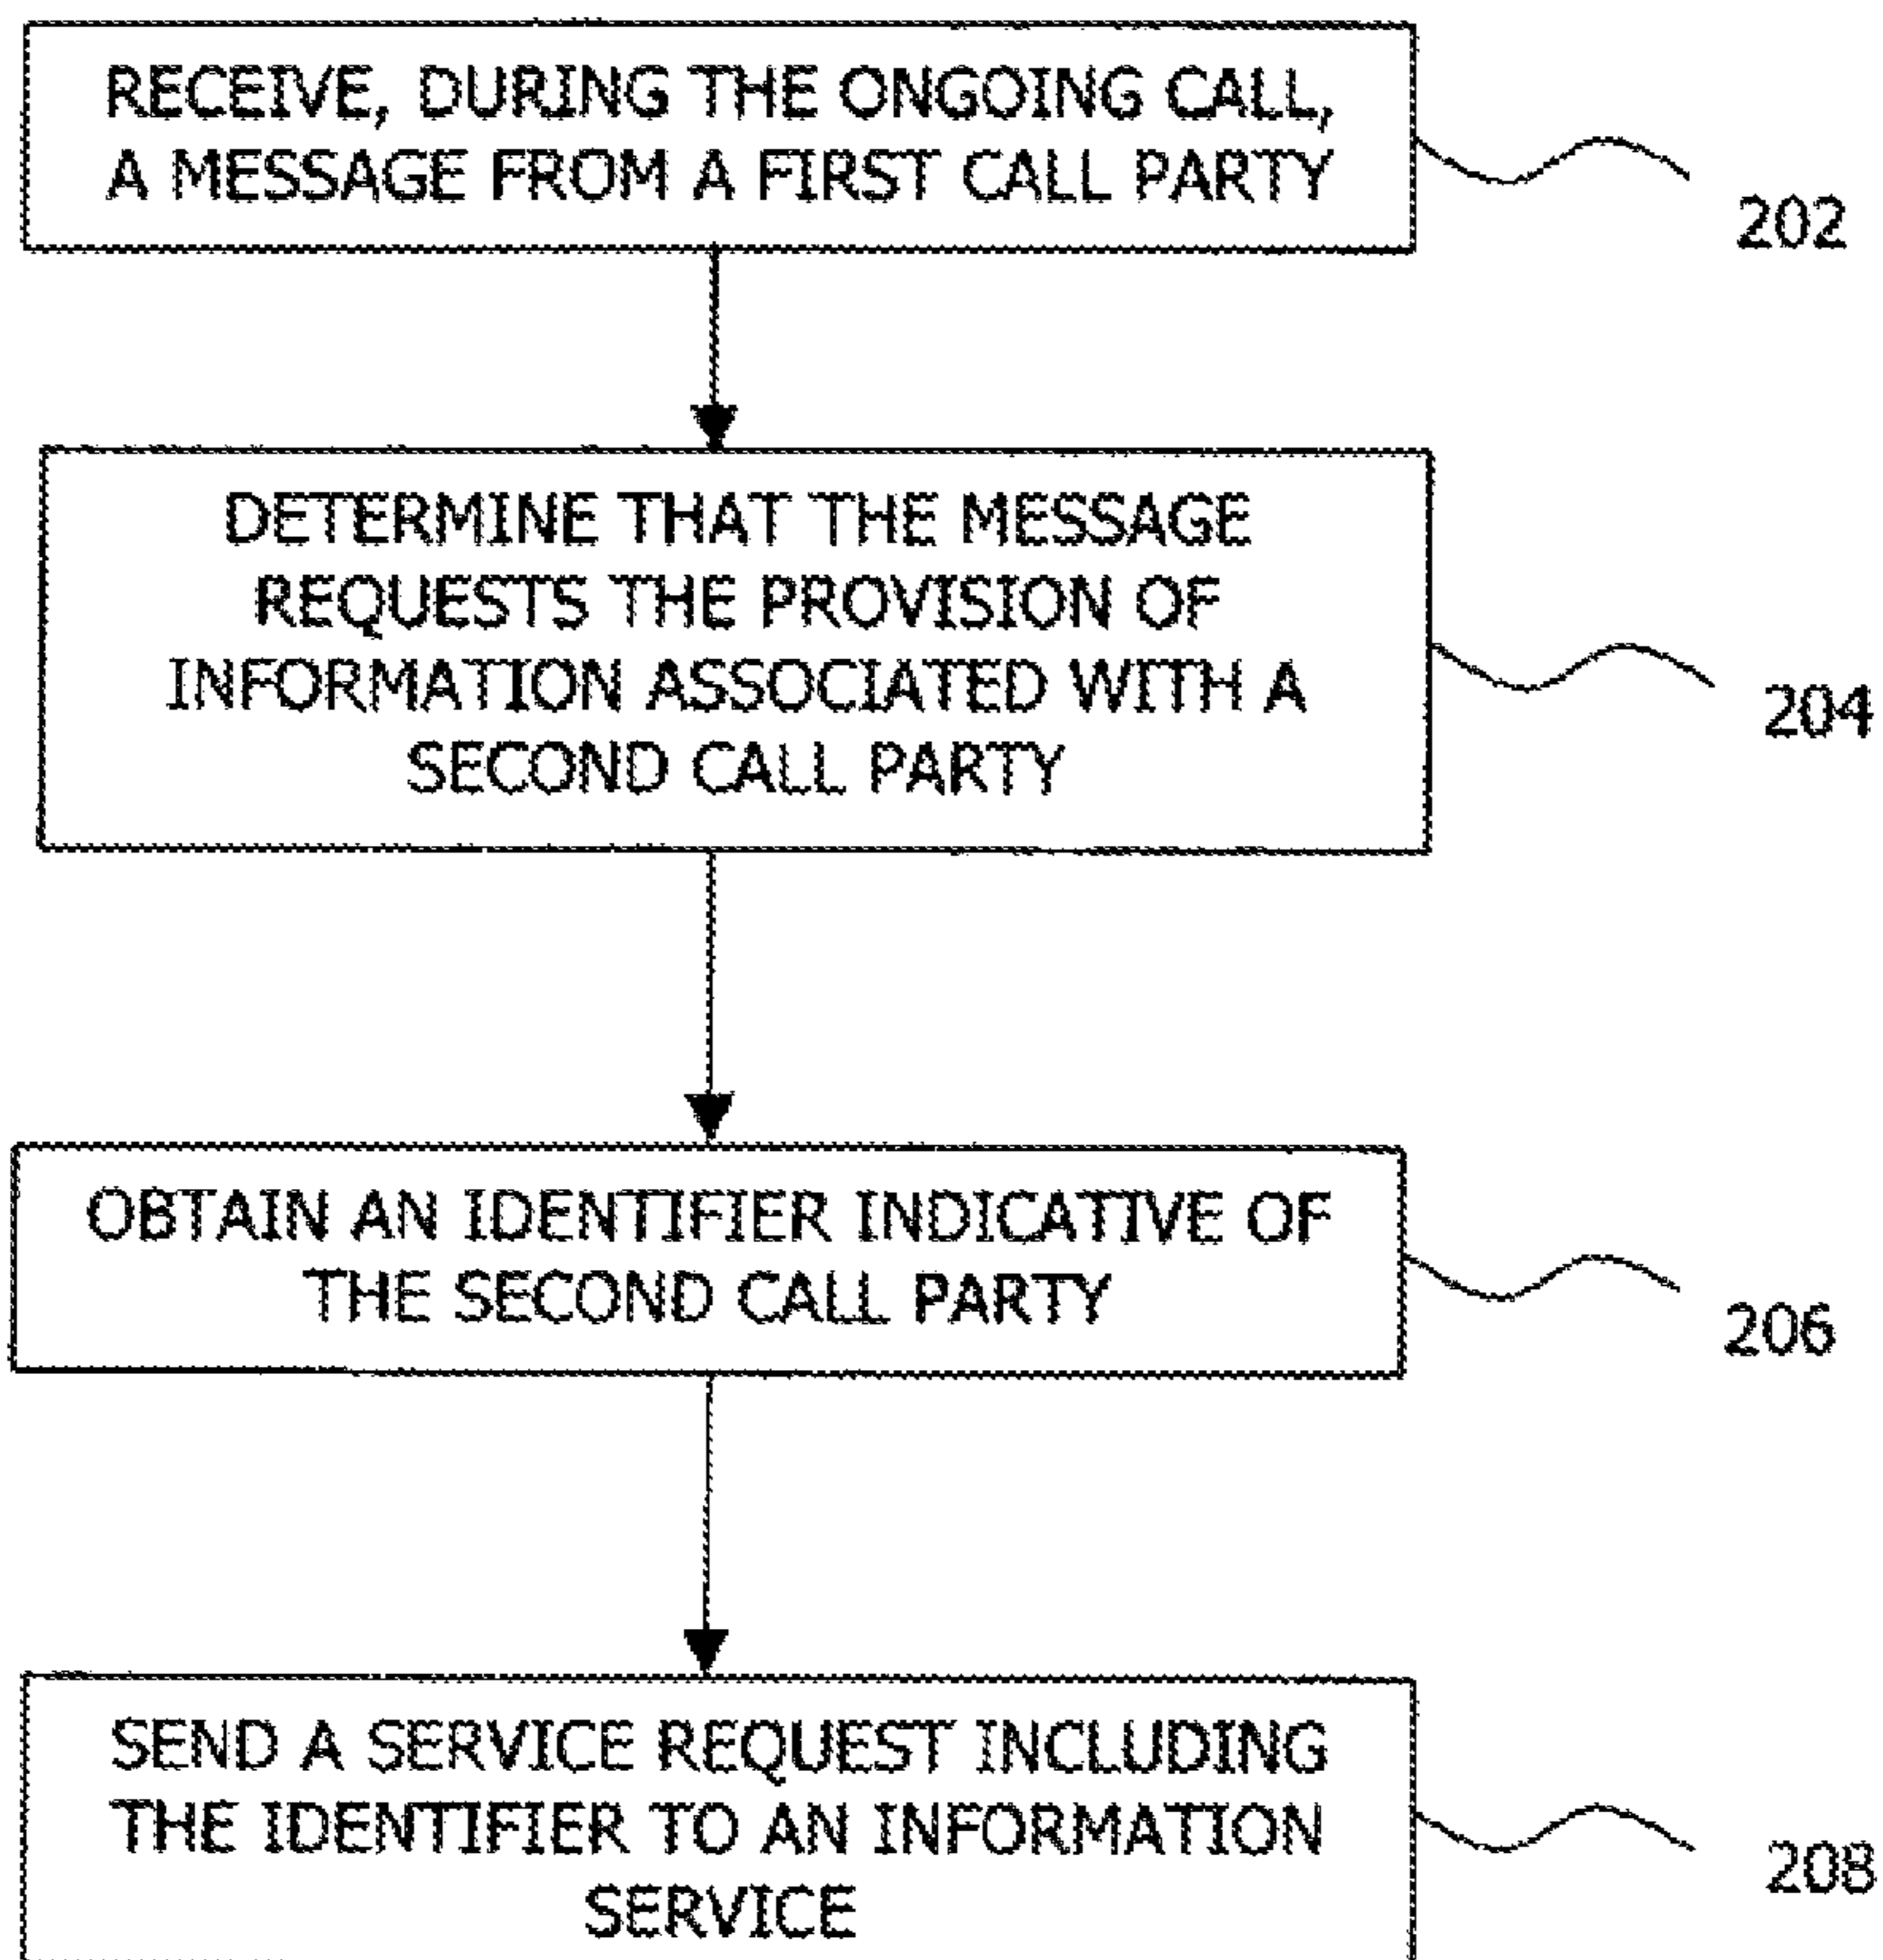 RECEIVE, DURING THE ONGOING CALL,
A MESSAGE FROM A FIRST CALL PARTY
202
DETERMINE THAT THE MESSAGE
REQUESTS THE PROVISION OF
INFORMATION ASSOCIATED WITH A
SECOND CALL PARTY
204
OBTAIN AN IDENTIFIER INDICATIVE OF
THE SECOND CALL PARTY
206
SEND A SERVICE REQUEST INCLUDING
THE IDENTIFIER TO AN INFORMATION
SERVICE
208